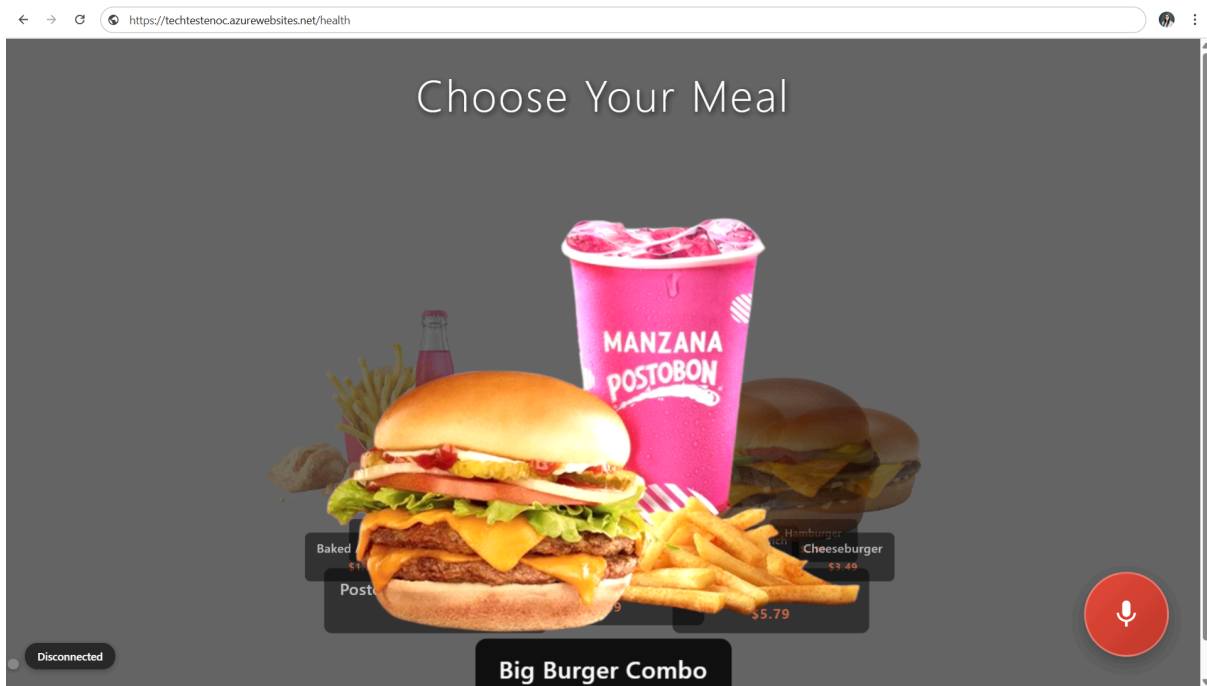 https://techtestenoc.azurewebsites.net/health
Choose Your Meal
MANZANA
POSTOBON
Hamburger
Baked
Cheeseburger
$3.49
$5.79
Big Burger Combo
Disconnected